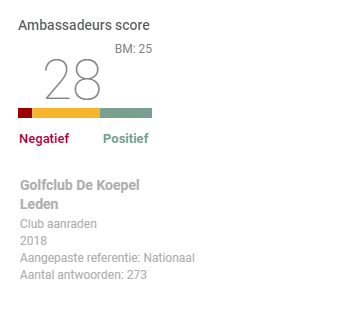 Ambassadeurs score
BM: 25
28
Negatief Positief
Golfclub De Koepel
Leden
Club aanraden
2018
Aangepaste referentie: Nationaal
Aantal antwoorden: 273